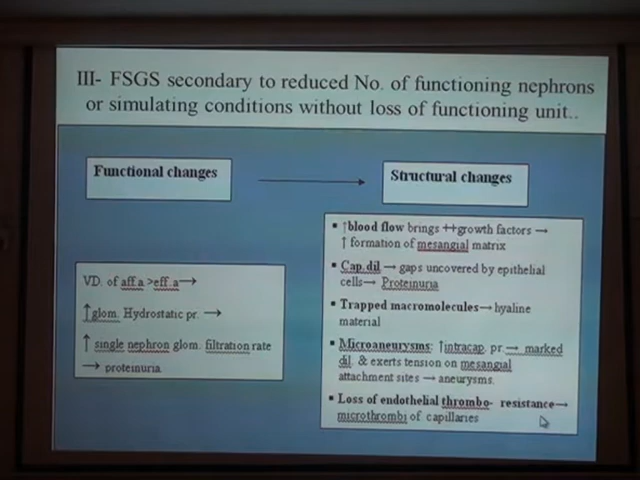 III- FSGS secondary to reduced No. of functioning nephrons
or simulating conditions without loss of functioning unit..
Functional changes
Structural changes
VD. of aff.a >eff.a→
↑glom. Hydrostatic pr. →
↑ single nephron glom. filtration rate
→ proteinuria
▪ ↑blood flow brings ++growth factors →
↑ formation of mesangial matrix
▪ Cap.dil → gaps uncovered by epithelial
cells→ Proteinuria
▪ Trapped macromolecules→ hyaline
material
▪ Microaneurysms: ↑intracap. pr.→ marked
dil. & exerts tension on mesangial
attachment sites → aneurysms.
▪ Loss of endothelial thrombo- resistance→
microthrombi of capillaries